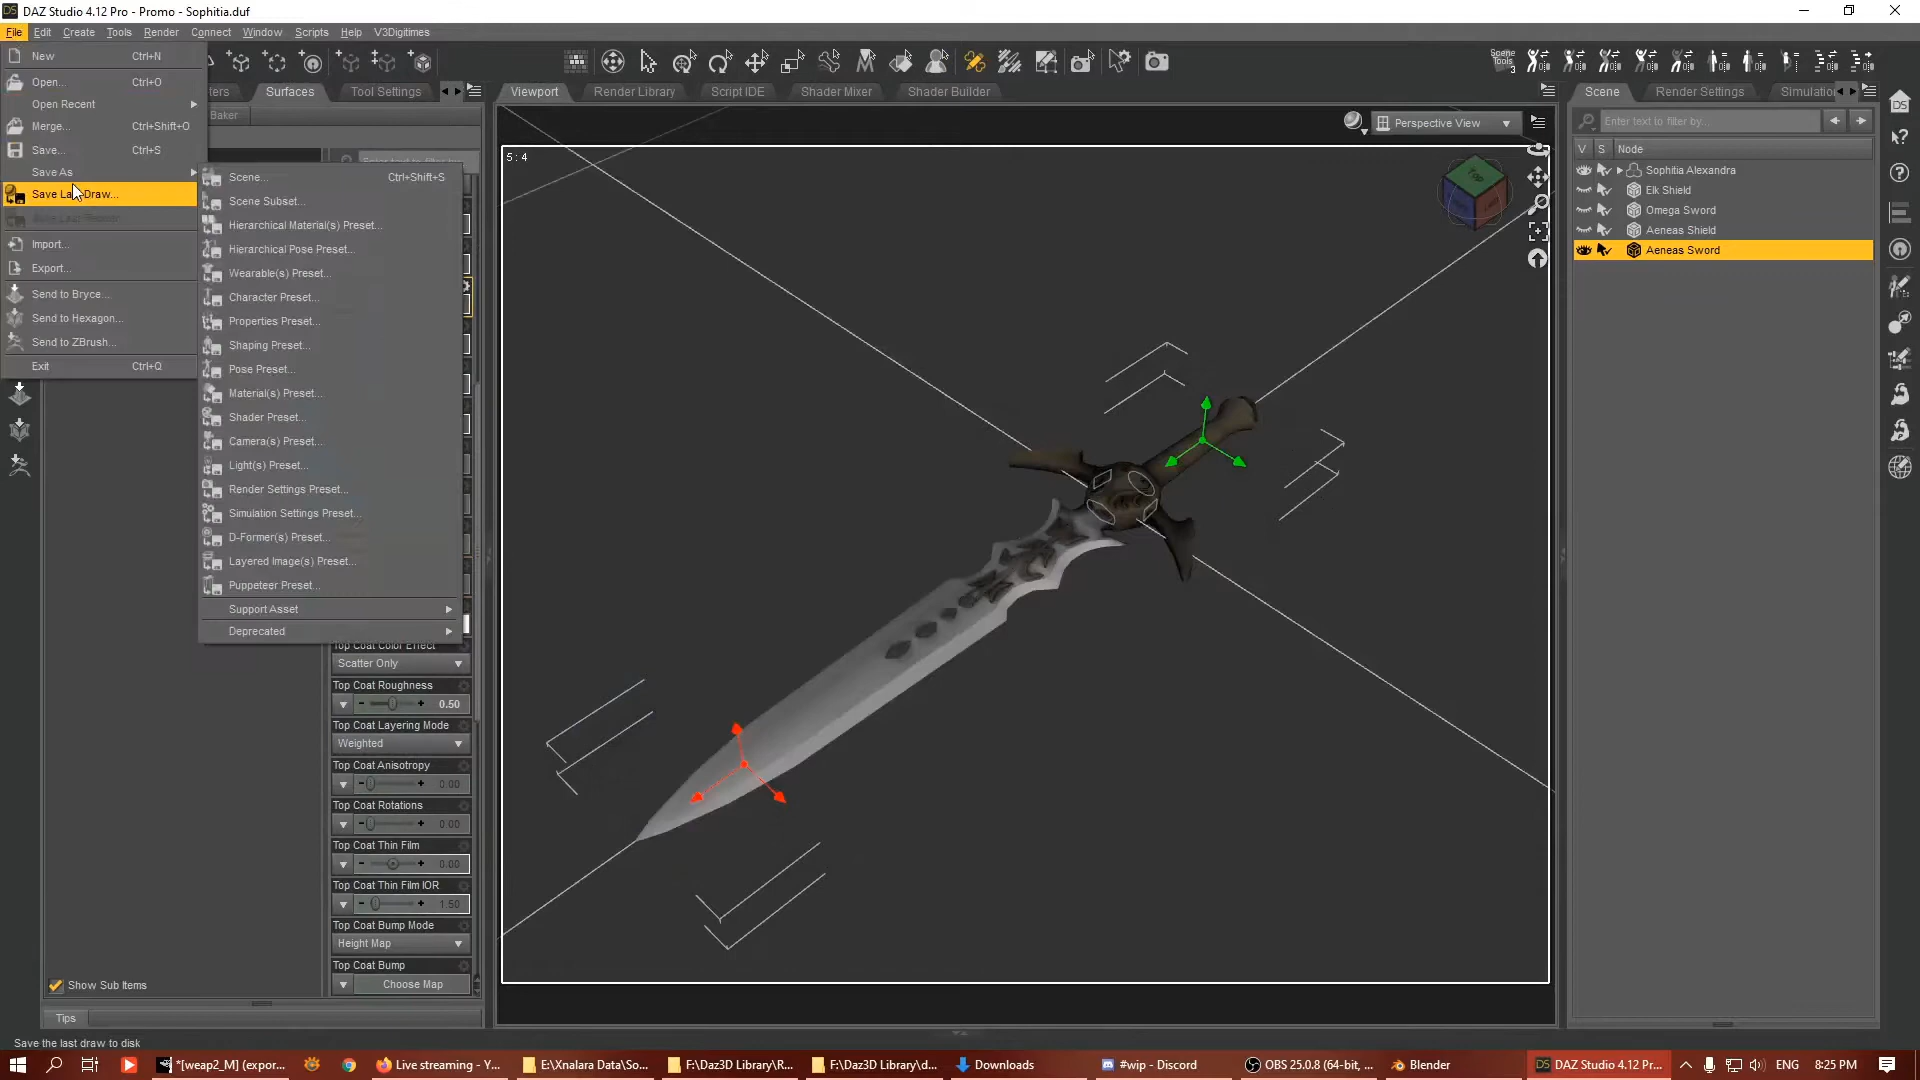 DAZ Studio 4.12 Pro - Promo - Sophitia.duf
File Edit Create Tools Render Connect Window Scripts Help V3Digitimes
New Ctrl+N
Open... Ctrl+O
Open Recent
Merge... Ctrl+Shift+O
Save... Ctrl+S
Save As
Save Last Draw...
Import...
Export...
Send to Bryce...
Send to Hexagon...
Send to ZBrush...
Exit Ctrl+Q
Scene... Ctrl+Shift+S
Scene Subset...
Hierarchical Material(s) Preset...
Hierarchical Pose Preset...
Wearable(s) Preset...
Character Preset...
Properties Preset...
Shaping Preset...
Pose Preset...
Material(s) Preset...
Shader Preset...
Camera(s) Preset...
Light(s) Preset...
Render Settings Preset...
Simulation Settings Preset...
D-Former(s) Preset...
Layered Image(s) Preset...
Puppeteer Preset...
Support Asset
Deprecated
ters Surfaces Tool Settings
Baker
Top Coat Color Effect
Scatter Only
Top Coat Roughness
0.50
Top Coat Layering Mode
Weighted
Top Coat Anisotropy
0.00
Top Coat Rotations
0.00
Top Coat Thin Film
0.00
Top Coat Thin Film IOR
1.50
Top Coat Bump Mode
Height Map
Top Coat Bump
Choose Map
Show Sub Items
Tips
Save the last draw to disk
Viewport Render Library Script IDE Shader Mixer Shader Builder
5 : 4
Perspective View
Top
Scene Tools 3
Scene Render Settings Simulation
Enter text to filter by...
V S Node
Sophitia Alexandra
Elk Shield
Omega Sword
Aeneas Shield
Aeneas Sword
*[weap2_M] (expor... Live streaming - Y... E:\Xnalara Data\So... F:\Daz3D Library\R... F:\Daz3D Library\d... Downloads #wip - Discord OBS 25.0.8 (64-bit, ... Blender DAZ Studio 4.12 Pr... ENG 8:25 PM